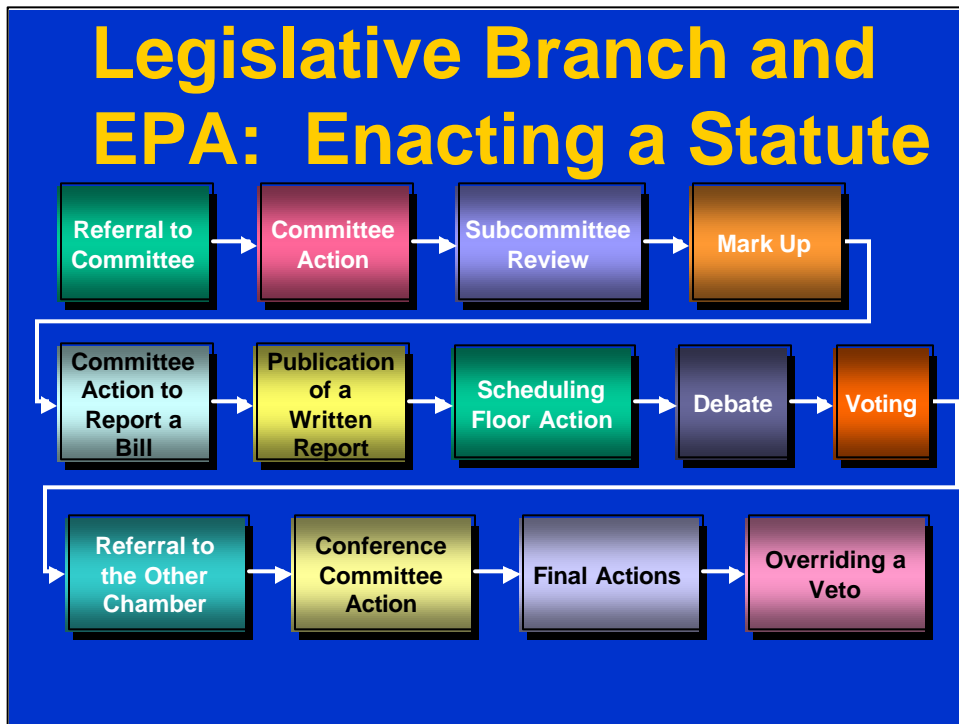 Legislative Branch and
EPA: Enacting a Statute
Referral to
Committee
Committee
Action
Subcommittee
Review
Mark Up
Committee
Action to
Report a
Bill
Publication
of a
Written
Report
Scheduling
Floor Action
Debate
Voting
Referral to
the Other
Chamber
Conference
Committee
Action
Final Actions
Overriding a
Veto